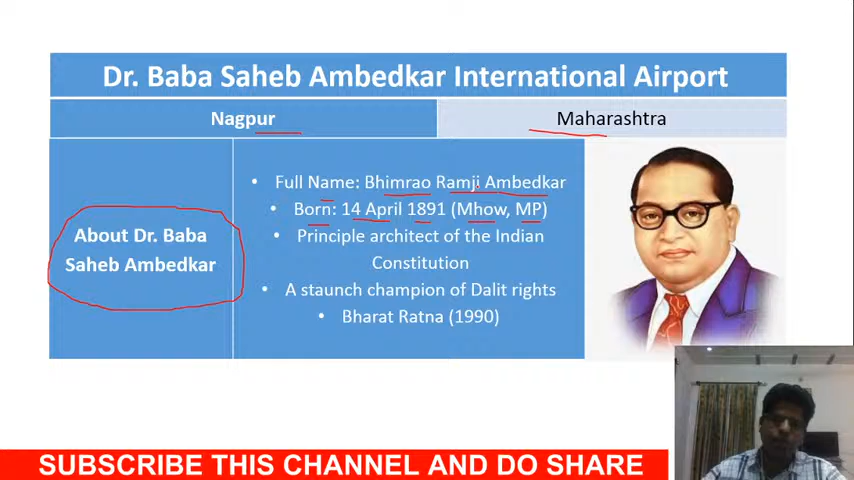 Dr. Baba Saheb Ambedkar International Airport
Nagpur
Maharashtra
About Dr. Baba
Saheb Ambedkar
• Full Name: Bhimrao Ramji Ambedkar
• Born: 14 April 1891 (Mhow, MP)
• Principle architect of the Indian
Constitution
• A staunch champion of Dalit rights
• Bharat Ratna (1990)
SUBSCRIBE THIS CHANNEL AND DO SHARE